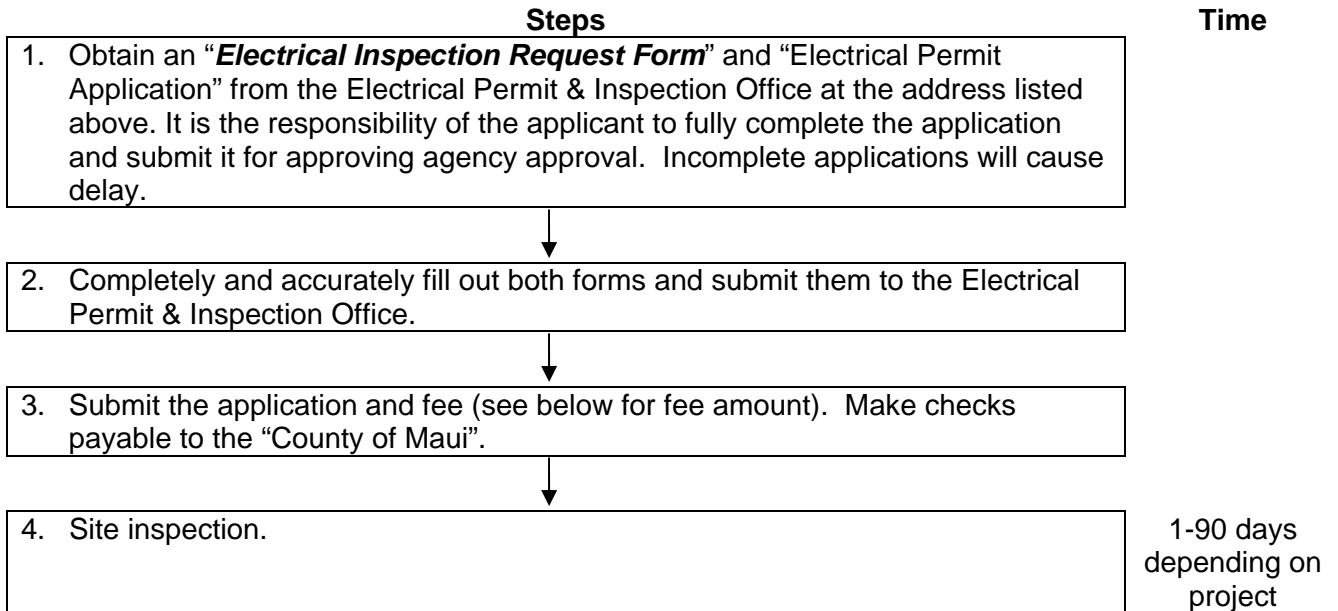 Steps Time
1. Obtain an “Electrical Inspection Request Form” and “Electrical Permit
Application” from the Electrical Permit & Inspection Office at the address listed
above. It is the responsibility of the applicant to fully complete the application
and submit it for approving agency approval.  Incomplete applications will cause
delay.
2. Completely and accurately fill out both forms and submit them to the Electrical
Permit & Inspection Office.
3. Submit the application and fee (see below for fee amount).  Make checks
payable to the “County of Maui”.
4. Site inspection.
1-90 days
depending on
project